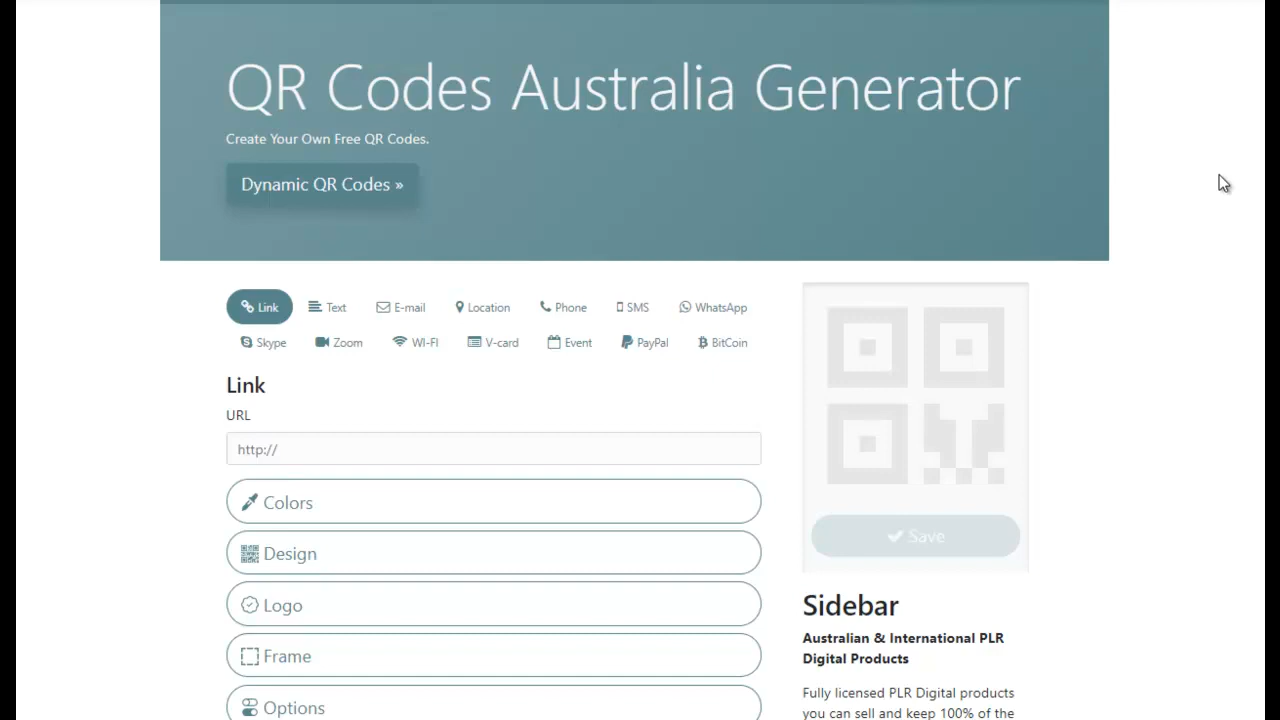 QR Codes Australia Generator
Create Your Own Free QR Codes.
Dynamic QR Codes »
Link Text E-mail Location Phone SMS WhatsApp
Skype Zoom WI-FI V-card Event PayPal BitCoin
Link
URL
http://
Colors
Design
Logo
Frame
Options
Save
Sidebar
Australian & International PLR
Digital Products
Fully licensed PLR Digital products
you can sell and keep 100% of the